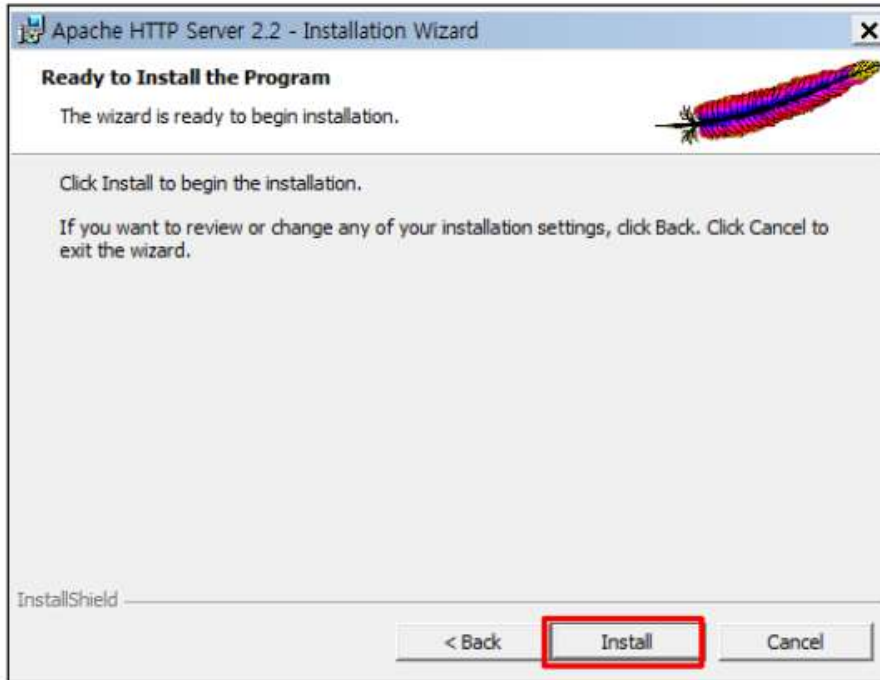 Apache HTTP Server 2.2 - Installation Wizard
Ready to Install the Program
The wizard is ready to begin installation.
Click Install to begin the installation.
If you want to review or change any of your installation settings, click Back. Click Cancel to
exit the wizard.
InstallShield
< Back
Install
Cancel